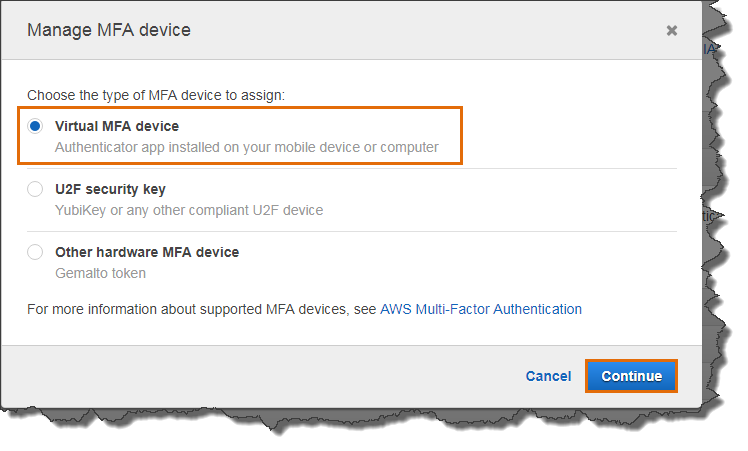 Manage MFA device
Choose the type of MFA device to assign:
Virtual MFA device
Authenticator app installed on your mobile device or computer
U2F security key
YubiKey or any other compliant U2F device
Other hardware MFA device
Gemalto token
For more information about supported MFA devices, see AWS Multi-Factor Authentication
Cancel
Continue